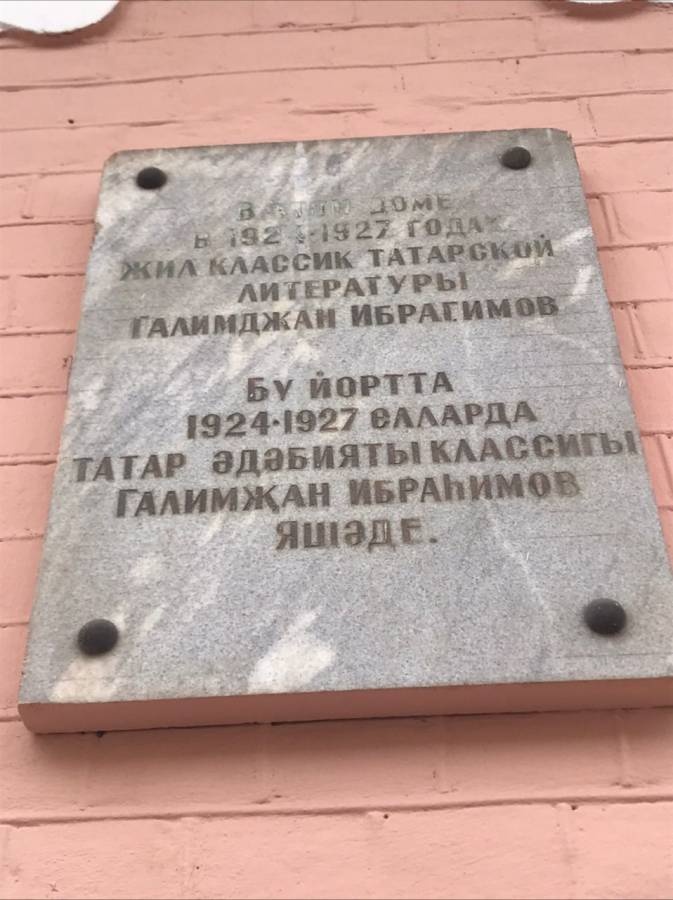 В ЭТОМ ДОМЕ
В 1924-1927 ГОДАХ
ЖИЛ КЛАССИК ТАТАРСКОЙ
ЛИТЕРАТУРЫ
ГАЛИМДЖАН ИБРАГИМОВ
БУ ЙОРТТА
1924-1927 ЕЛЛАРДА
ТАТАР ӘДӘБИЯТЫ КЛАССИГЫ
ГАЛИМҖАН ИБРАҺИМОВ
ЯШӘДЕ.